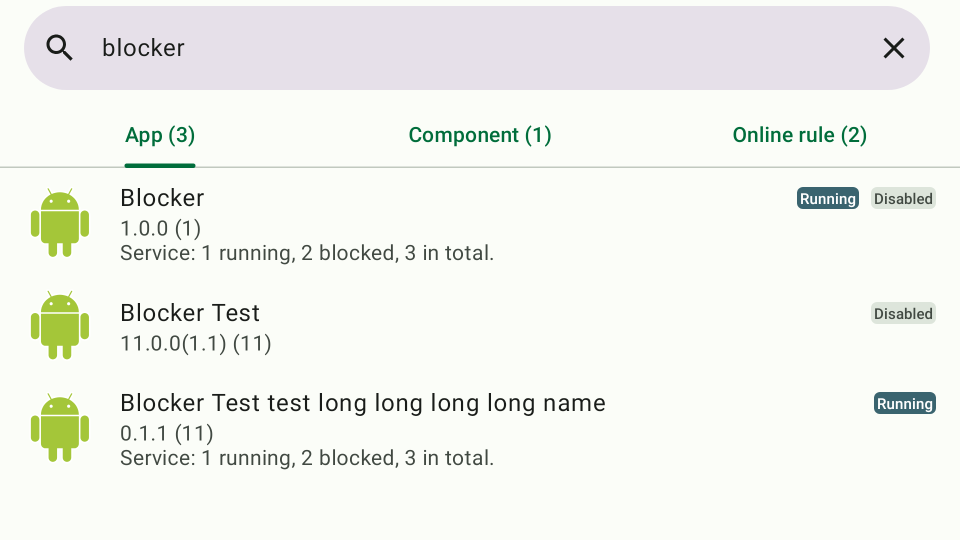 blocker
App (3)
Component (1)
Online rule (2)
Blocker
Running
Disabled
1.0.0 (1)
Service: 1 running, 2 blocked, 3 in total.
Blocker Test
Disabled
11.0.0(1.1) (11)
Blocker Test test long long long long name
Running
0.1.1 (11)
Service: 1 running, 2 blocked, 3 in total.